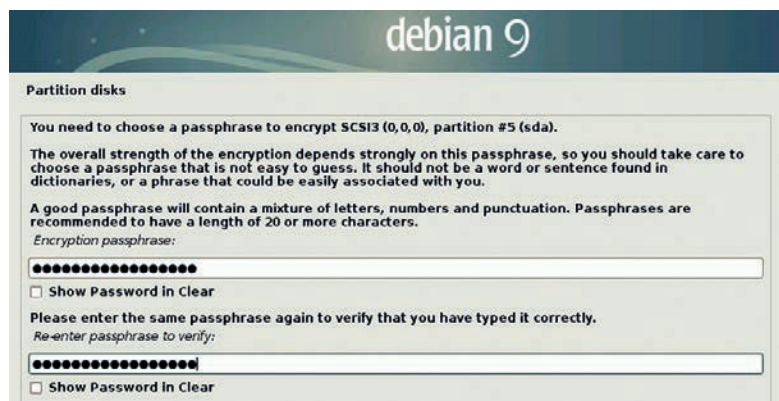 debian 9
Partition disks
You need to choose a passphrase to encrypt SCSI3 (0,0,0), partition #5 (sda).
The overall strength of the encryption depends strongly on this passphrase, so you should take care to
choose a passphrase that is not easy to guess. It should not be a word or sentence found in
dictionaries, or a phrase that could be easily associated with you.
A good passphrase will contain a mixture of letters, numbers and punctuation. Passphrases are
recommended to have a length of 20 or more characters.
Encryption passphrase:
●●●●●●●●●●●●●●●●●
Show Password in Clear
Please enter the same passphrase again to verify that you have typed it correctly.
Re-enter passphrase to verify:
●●●●●●●●●●●●●●●●●
Show Password in Clear